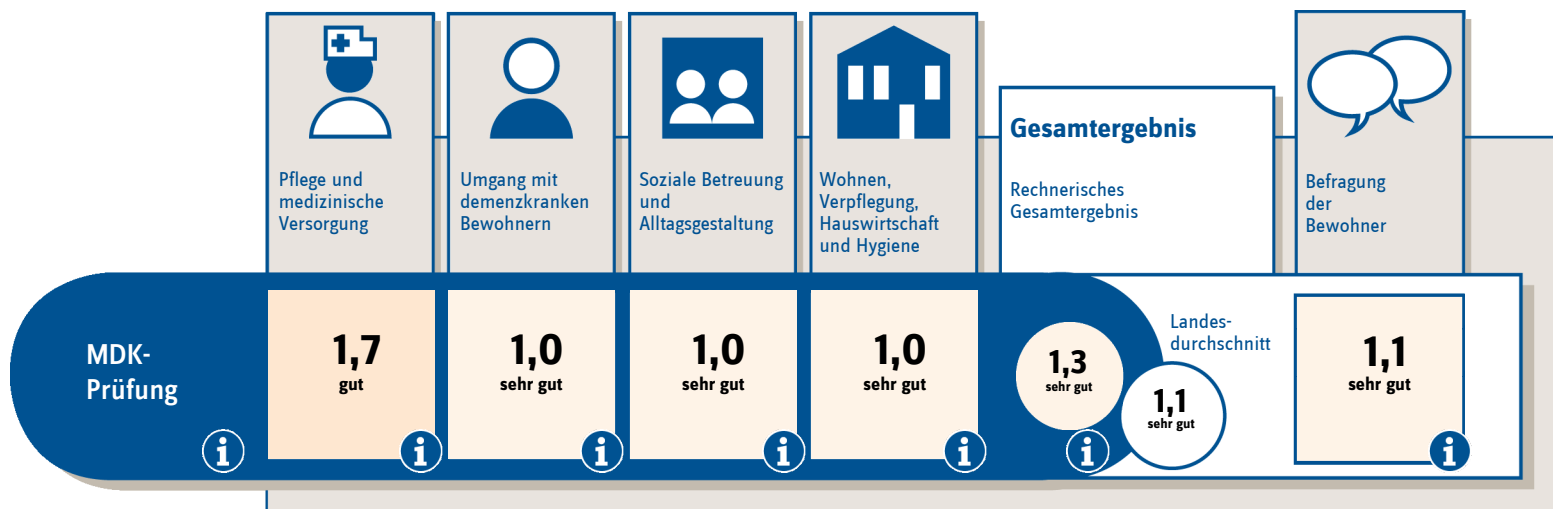 Pflege und
medizinische
Versorgung
Umgang mit
demenzkranken
Bewohnern
Soziale Betreuung
und
Alltagsgestaltung
Wohnen,
Verpflegung,
Hauswirtschaft
und Hygiene
Gesamtergebnis
Rechnerisches
Gesamtergebnis
Befragung
der
Bewohner
MDK-
Prüfung
1,7
gut
1,0
sehr gut
1,0
sehr gut
1,0
sehr gut
1,3
sehr gut
Landes-
durchschnitt
1,1
sehr gut
1,1
sehr gut
i
i
i
i
i
i
i